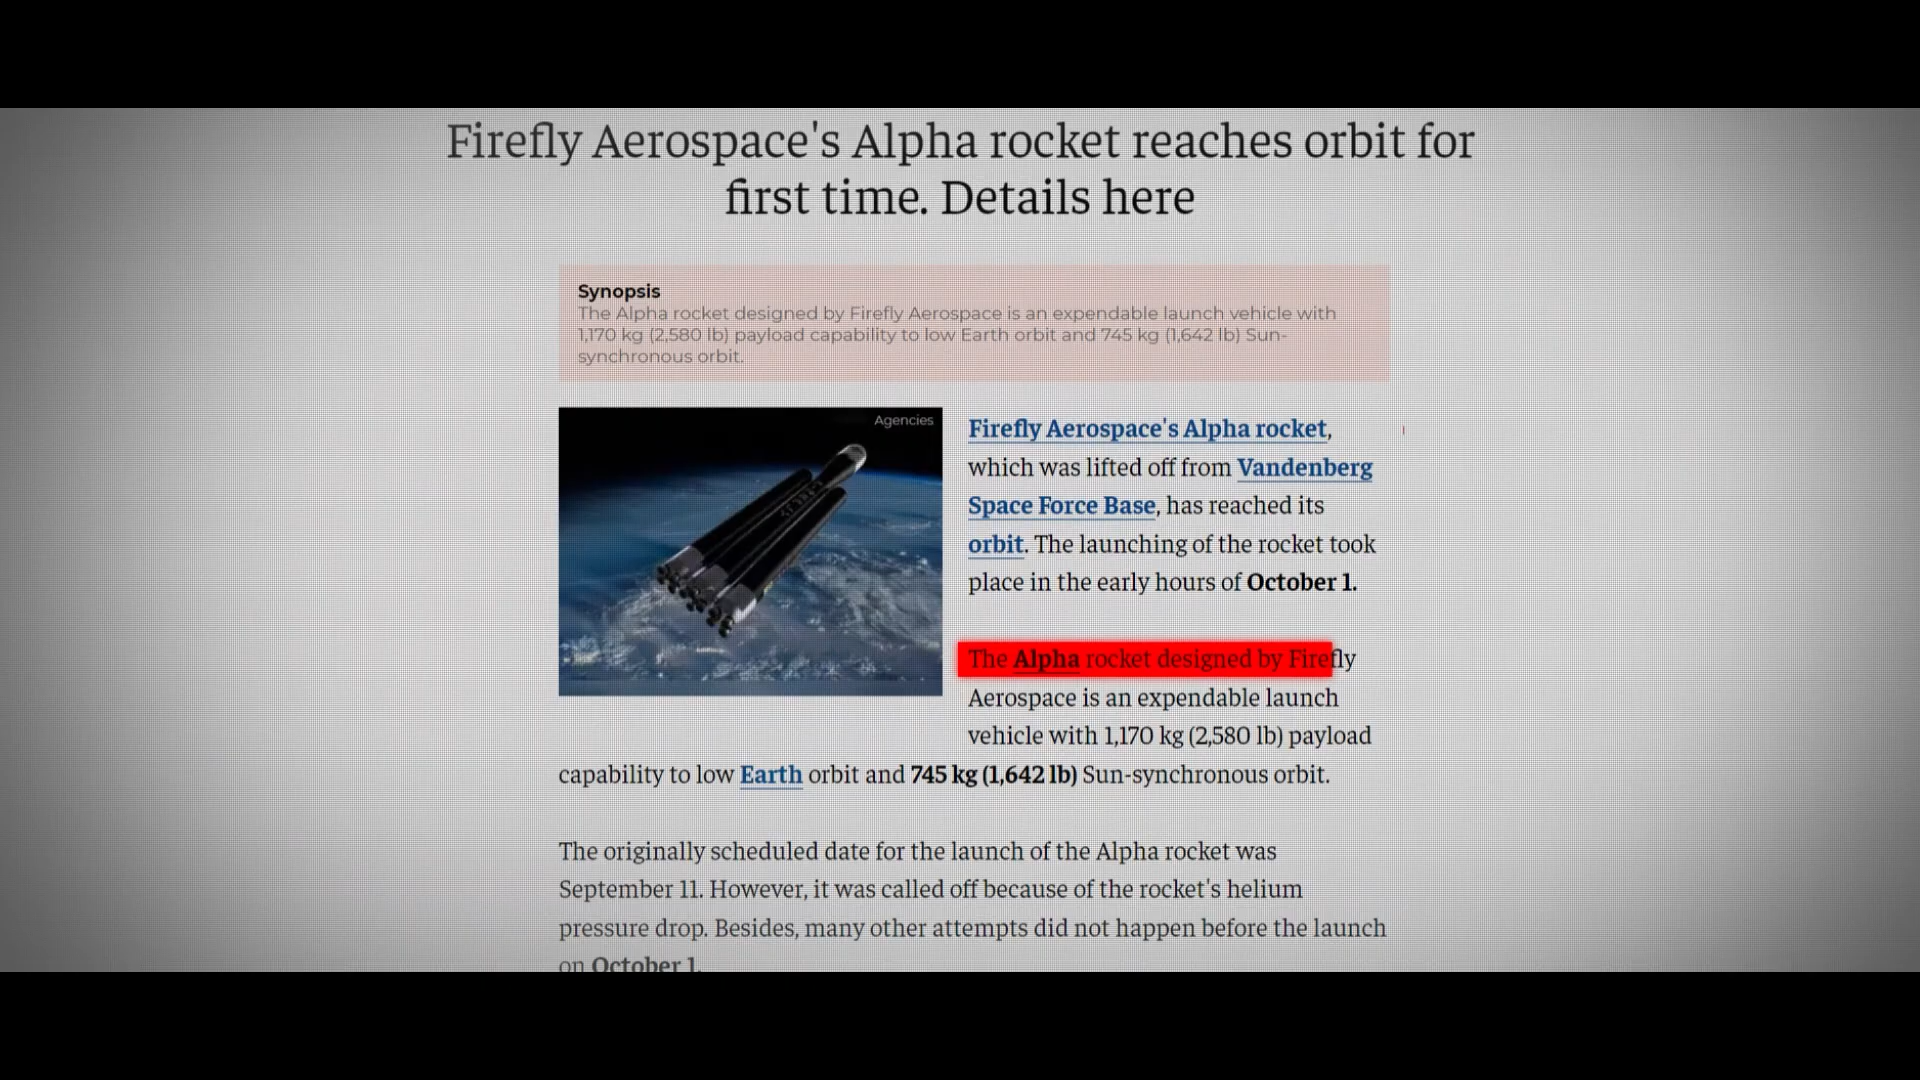 Firefly Aerospace's Alpha rocket reaches orbit for
first time. Details here
Synopsis
The Alpha rocket designed by Firefly Aerospace is an expendable launch vehicle with
1,170 kg (2,580 lb) payload capability to low Earth orbit and 745 kg (1,642 lb) Sun-
synchronous orbit.
Agencies
Firefly Aerospace's Alpha rocket,
which was lifted off from Vandenberg
Space Force Base, has reached its
orbit. The launching of the rocket took
place in the early hours of October 1.
The Alpha rocket designed by Firefly
Aerospace is an expendable launch
vehicle with 1,170 kg (2,580 lb) payload
capability to low Earth orbit and 745 kg (1,642 lb) Sun-synchronous orbit.
The originally scheduled date for the launch of the Alpha rocket was
September 11. However, it was called off because of the rocket's helium
pressure drop. Besides, many other attempts did not happen before the launch
on October 1.